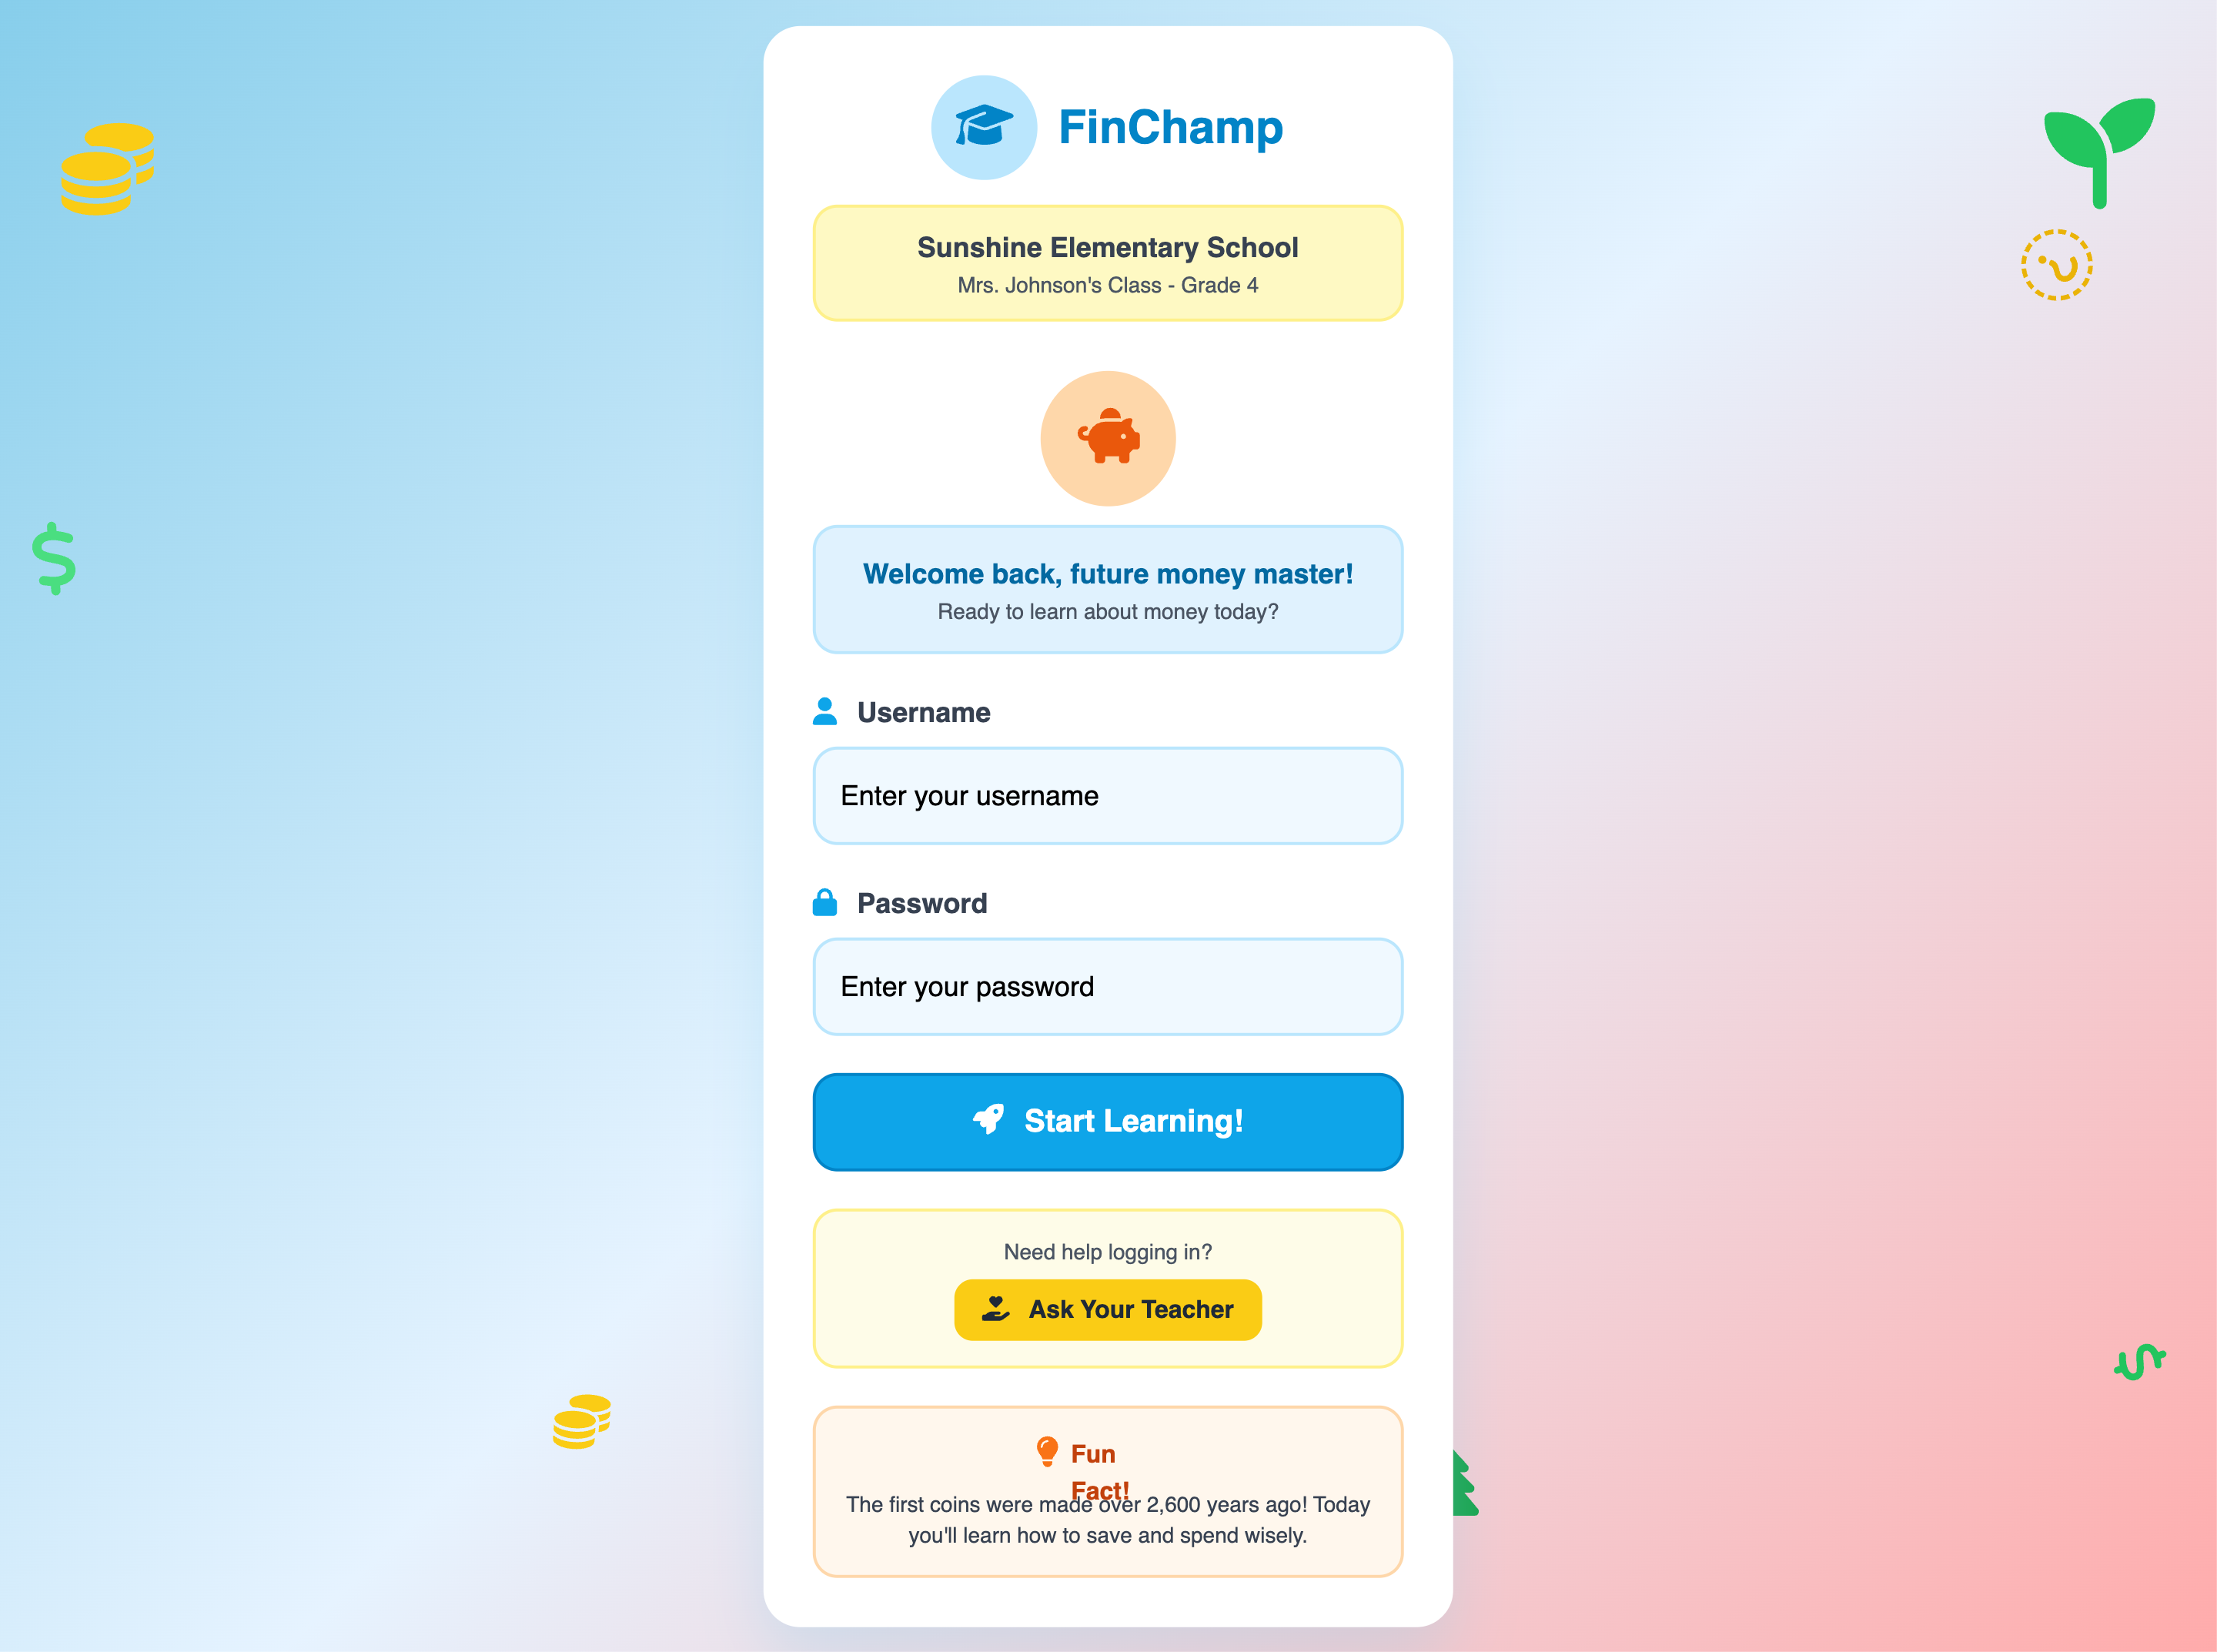 FinChamp
Sunshine Elementary School
Mrs. Johnson's Class - Grade 4
Welcome back, future money master!
Ready to learn about money today?
Username
Enter your username
Password
Enter your password
Start Learning!
Need help logging in?
Ask Your Teacher
Fun
Fact!
The first coins were made over 2,600 years ago! Today
you'll learn how to save and spend wisely.